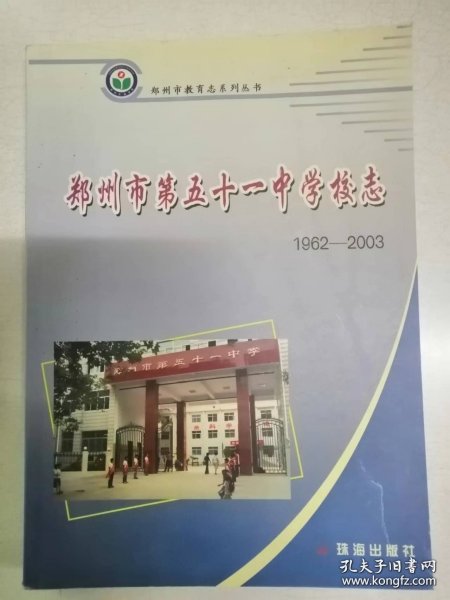 郑州市教育志系列丛书
郑州市第五十一中学校志
1962—2003
郑州市第五十一中学
珠海出版社
孔夫子旧书网
www.kongfz.com